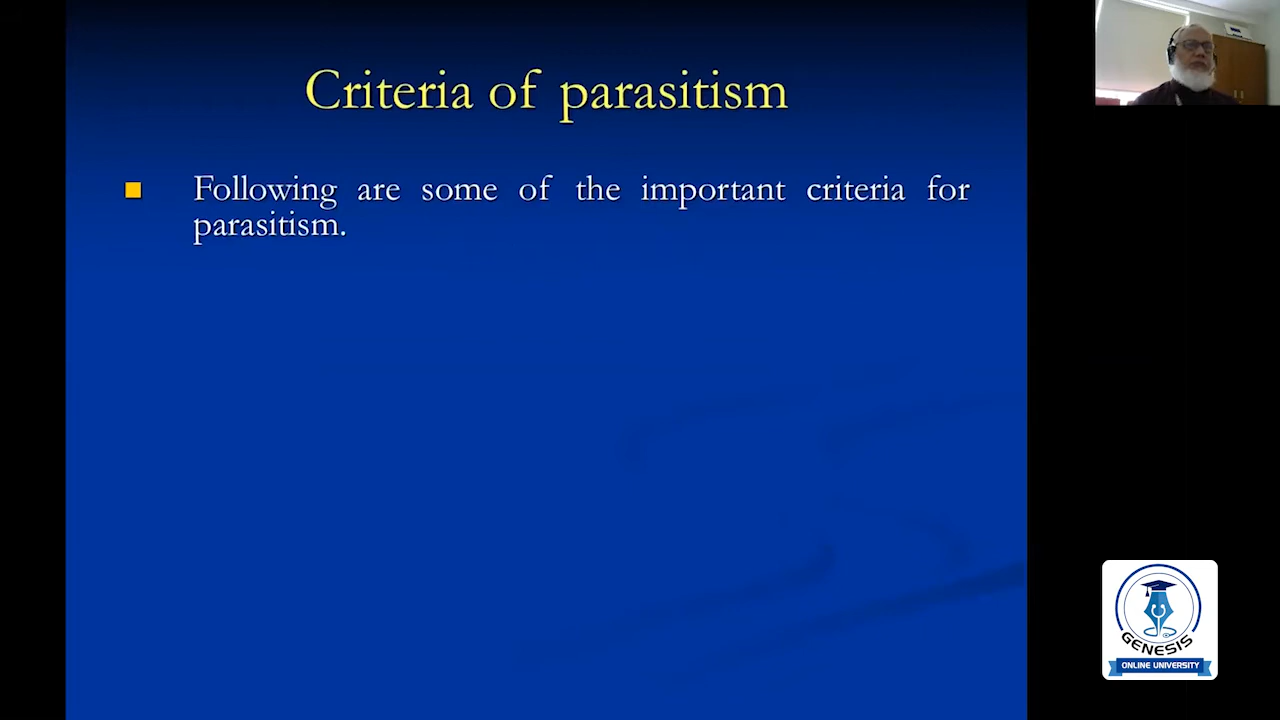 Criteria of parasitism
Following are some of the important criteria for
parasitism.
GENESIS
ONLINE UNIVERSITY